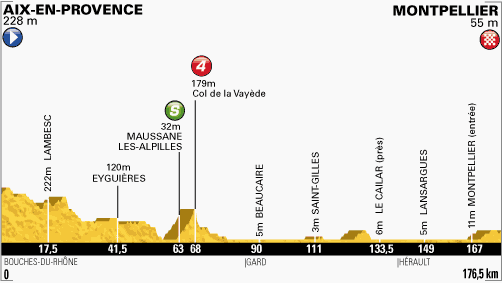 AIX-EN-PROVENCE
228 m
MONTPELLIER
55 m
4
179m
Col de la Vayède
S
32m
MAUSSANE
LES-ALPILLES
222m LAMBESC
120m
EYGUIÈRES
5m BEAUCAIRE
3m SAINT-GILLES
6m LE CAILAR (près)
5m LANSARGUES
11m MONTPELLIER (entrée)
17,5 41,5 63 68 90 111 133,5 149 167
BOUCHES-DU-RHÔNE |GARD |HÉRAULT
0 176,5 km